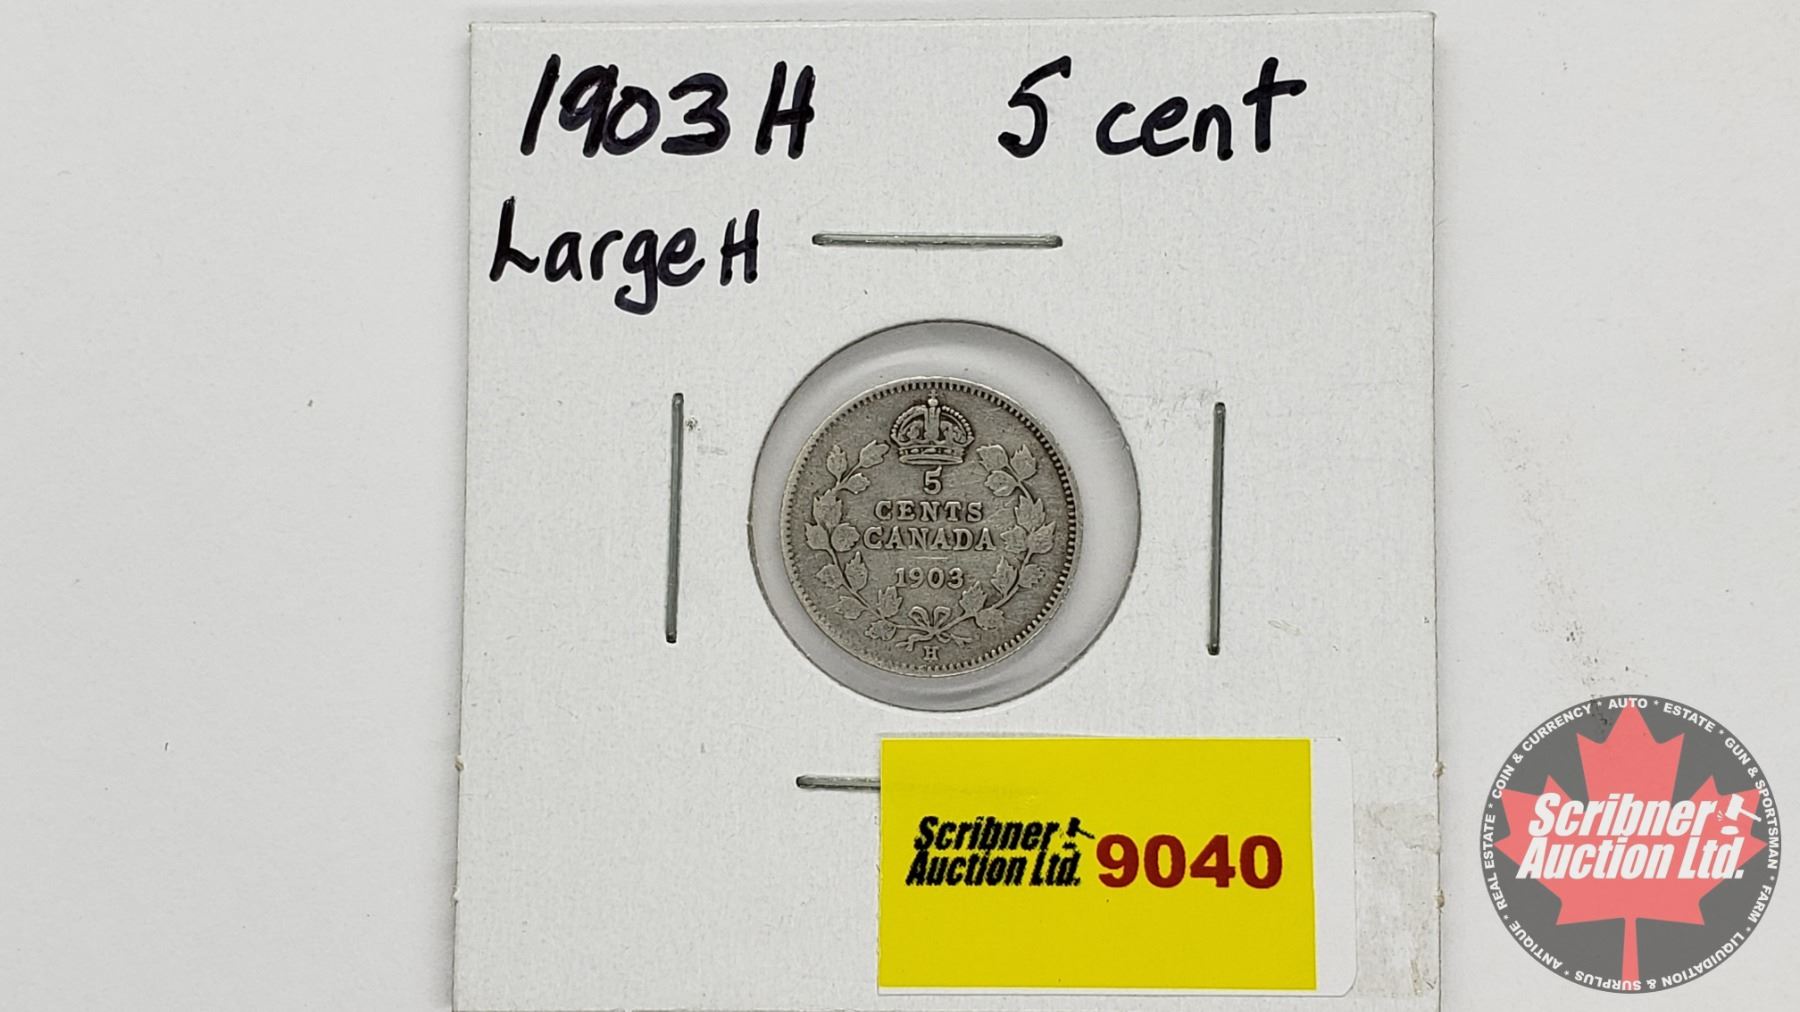 1903 H 5 cent
Large H
5
CENTS
CANADA
1903
H
Scribner
Auction Ltd. 9040
REAL ESTATE * COIN & CURRENCY * AUTO * ESTATE * GUN & SPORTSMAN * FARM * LIQUIDATION & SURPLUS * ANTIQUE *
Scribner
Auction Ltd.